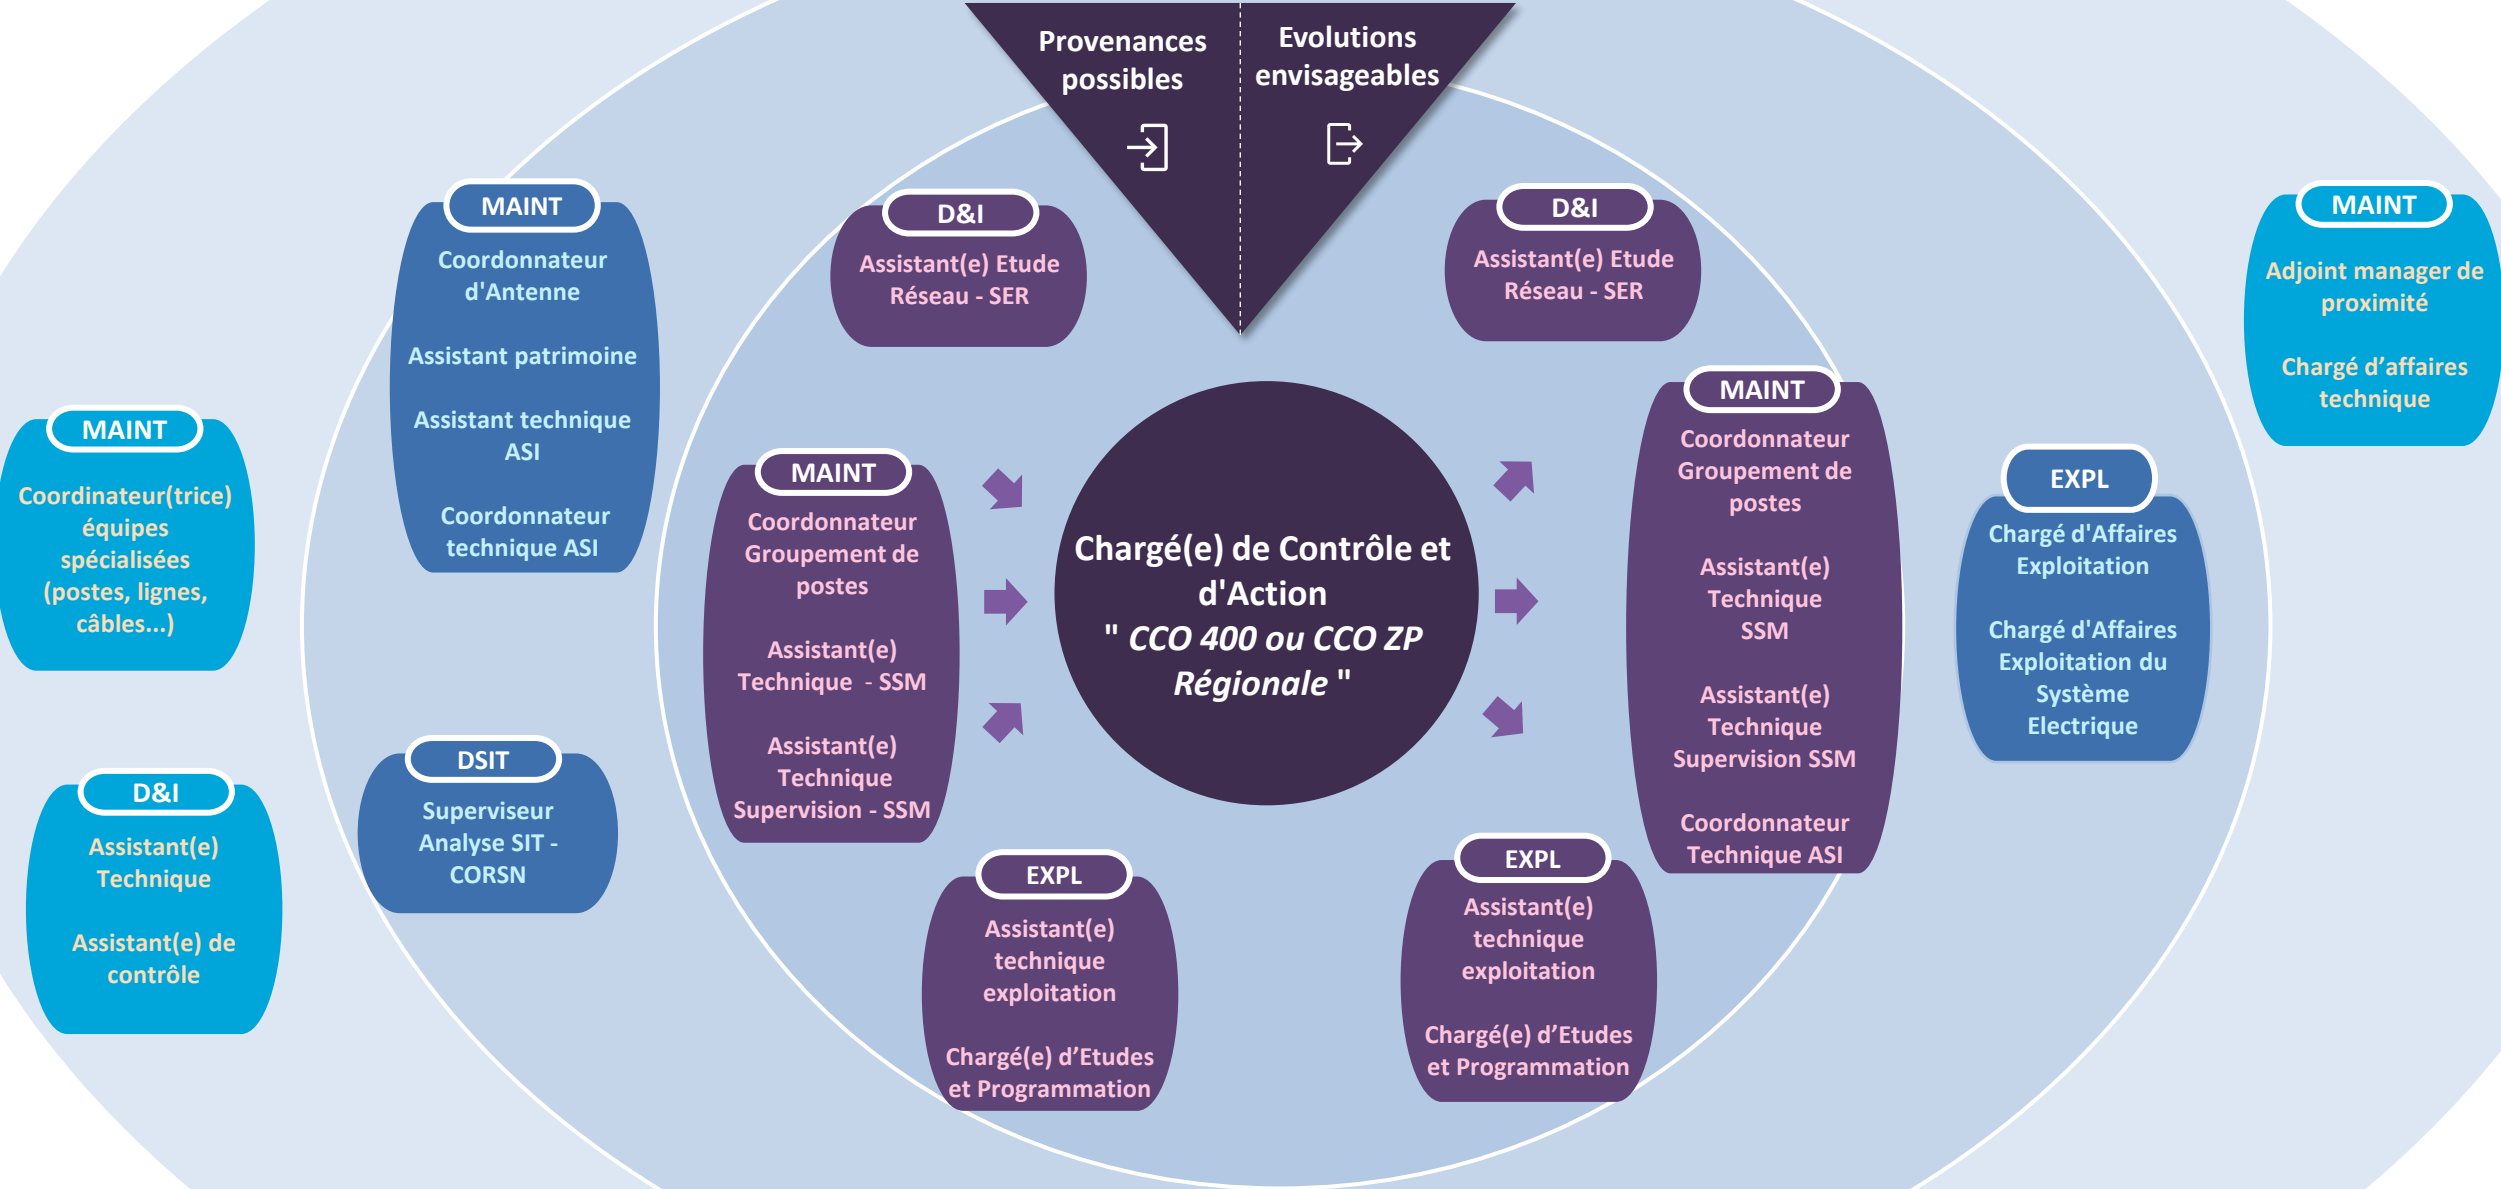 Provenances
possibles
Evolutions
envisageables
MAINT
Coordinateur(trice)
équipes
spécialisées
(postes, lignes,
câbles...)
D&I
Assistant(e)
Technique
Assistant(e) de
contrôle
MAINT
Coordonnateur
d'Antenne
Assistant patrimoine
Assistant technique
ASI
Coordonnateur
technique ASI
DSIT
Superviseur
Analyse SIT -
CORSN
D&I
Assistant(e) Etude
Réseau - SER
MAINT
Coordonnateur
Groupement de
postes
Assistant(e)
Technique - SSM
Assistant(e)
Technique
Supervision - SSM
EXPL
Assistant(e)
technique
exploitation
Chargé(e) d’Etudes
et Programmation
Chargé(e) de Contrôle et
d'Action
" CCO 400 ou CCO ZP
Régionale "
D&I
Assistant(e) Etude
Réseau - SER
MAINT
Coordonnateur
Groupement de
postes
Assistant(e)
Technique
SSM
Assistant(e)
Technique
Supervision SSM
Coordonnateur
Technique ASI
EXPL
Assistant(e)
technique
exploitation
Chargé(e) d’Etudes
et Programmation
EXPL
Chargé d'Affaires
Exploitation
Chargé d'Affaires
Exploitation du
Système
Electrique
MAINT
Adjoint manager de
proximité
Chargé d’affaires
technique